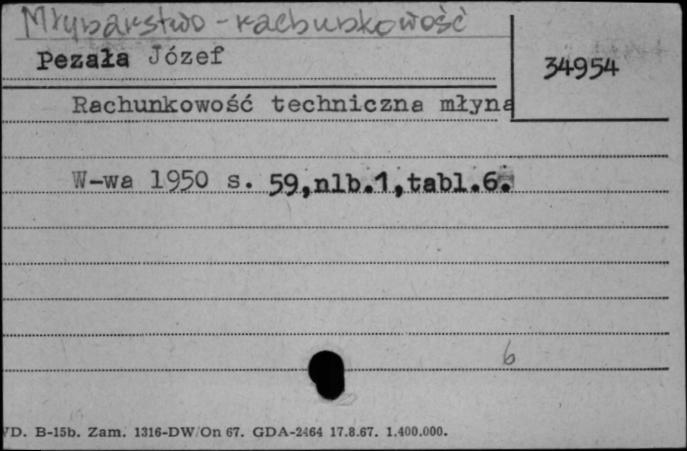 Młynarstwo - rachunkowość
Pezała Józef
34954
Rachunkowość techniczna młyna
W-wa 1950 s. 59,nlb.1,tabl.6.
b
VD. B-15b. Zam. 1316-DW/On 67. GDA-2464 17.8.67. 1.400.000.